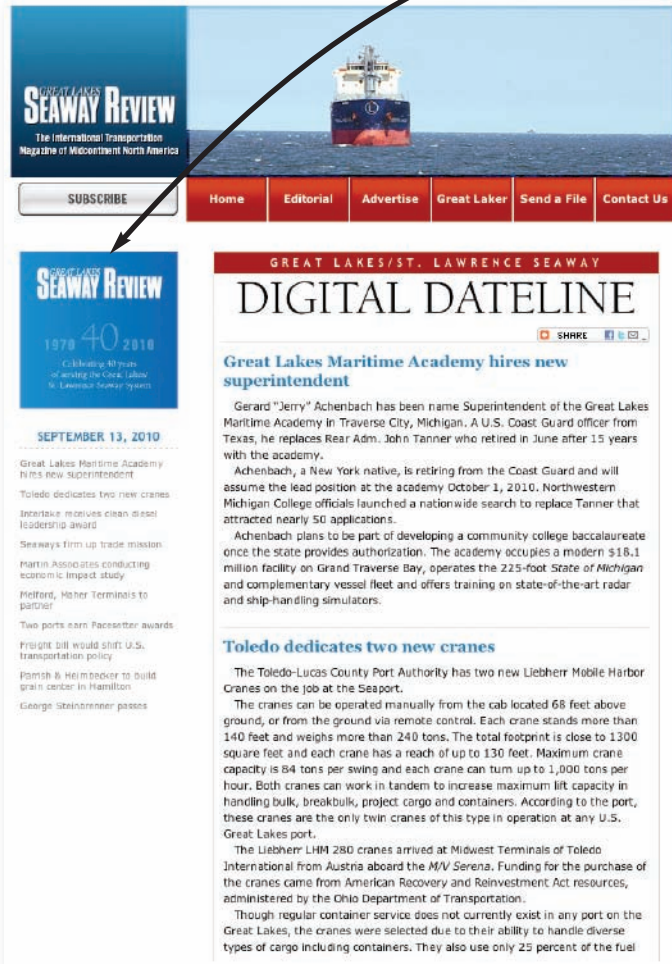 GREAT LAKES
SEAWAY REVIEW
The International Transportation
Magazine of Midcontinent North America
SUBSCRIBE
Home
Editorial
Advertise
Great Laker
Send a File
Contact Us
GREAT LAKES
SEAWAY REVIEW
1970 40 2010
Celebrating 40 years
of serving the Great Lakes/
St. Lawrence Seaway System
SEPTEMBER 13, 2010
Great Lakes Maritime Academy
hires new superintendent
Toledo dedicates two new cranes
Interlake receives clean diesel
leadership award
Seaways firm up trade mission
Martin Associates conducting
economic impact study
Melford, Maher Terminals to
partner
Two ports earn Pacesetter awards
Freight bill would shift U.S.
transportation policy
Parrish & Heimbecker to build
grain center in Hamilton
George Steinbrenner passes
GREAT LAKES/ST. LAWRENCE SEAWAY
DIGITAL DATELINE
SHARE
Great Lakes Maritime Academy hires new
superintendent
Gerard "Jerry" Achenbach has been name Superintendent of the Great Lakes
Maritime Academy in Traverse City, Michigan. A U.S. Coast Guard officer from
Texas, he replaces Rear Adm. John Tanner who retired in June after 15 years
with the academy.
Achenbach, a New York native, is retiring from the Coast Guard and will
assume the lead position at the academy October 1, 2010. Northwestern
Michigan College officials launched a nationwide search to replace Tanner that
attracted nearly 50 applications.
Achenbach plans to be part of developing a community college baccalaureate
once the state provides authorization. The academy occupies a modern $18.1
million facility on Grand Traverse Bay, operates the 225-foot State of Michigan
and complementary vessel fleet and offers training on state-of-the-art radar
and ship-handling simulators.
Toledo dedicates two new cranes
The Toledo-Lucas County Port Authority has two new Liebherr Mobile Harbor
Cranes on the job at the Seaport.
The cranes can be operated manually from the cab located 68 feet above
ground, or from the ground via remote control. Each crane stands more than
140 feet and weighs more than 240 tons. The total footprint is close to 1300
square feet and each crane has a reach of up to 130 feet. Maximum crane
capacity is 84 tons per swing and each crane can turn up to 1,000 tons per
hour. Both cranes can work in tandem to increase maximum lift capacity in
handling bulk, breakbulk, project cargo and containers. According to the port,
these cranes are the only twin cranes of this type in operation at any U.S.
Great Lakes port.
The Liebherr LHM 280 cranes arrived at Midwest Terminals of Toledo
International from Austria aboard the M/V Serena. Funding for the purchase of
the cranes came from American Recovery and Reinvestment Act resources,
administered by the Ohio Department of Transportation.
Though regular container service does not currently exist in any port on the
Great Lakes, the cranes were selected due to their ability to handle diverse
types of cargo including containers. They also use only 25 percent of the fuel